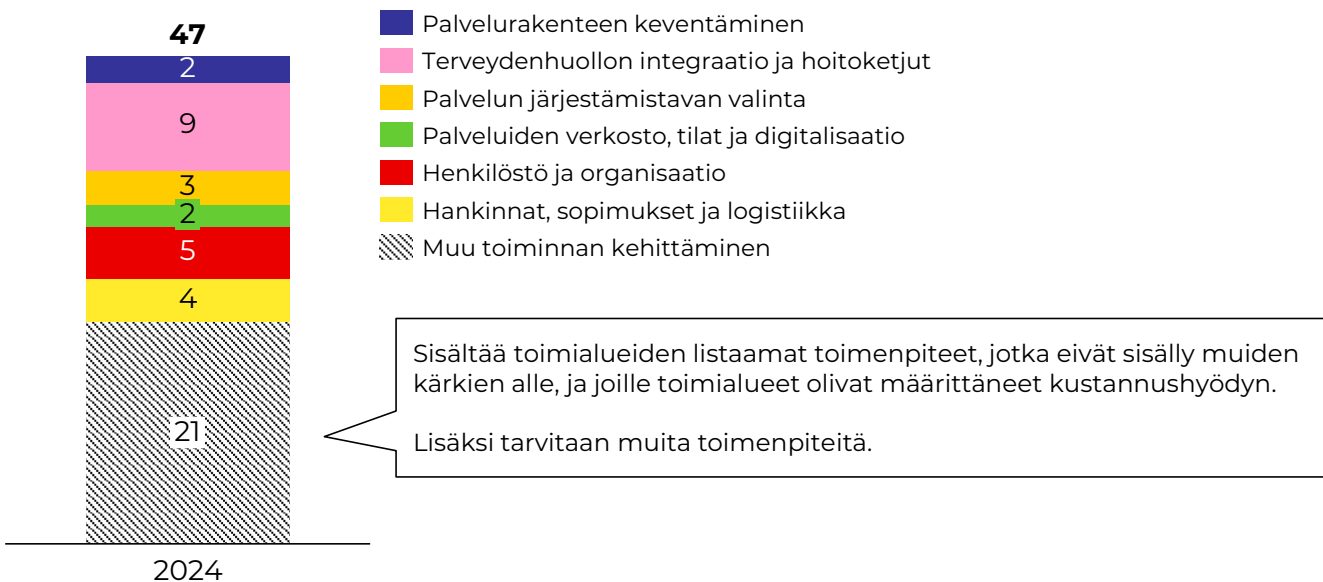 47
2
9
3
2
5
4
21
2024
Palvelurakenteen keventäminen
Terveydenhuollon integraatio ja hoitoketjut
Palvelun järjestämistavan valinta
Palveluiden verkosto, tilat ja digitalisaatio
Henkilöstö ja organisaatio
Hankinnat, sopimukset ja logistiikka
Muu toiminnan kehittäminen
Sisältää toimialueiden listaamat toimenpiteet, jotka eivät sisälly muiden
kärkien alle, ja joille toimialueet olivat määrittäneet kustannushyödyn.
Lisäksi tarvitaan muita toimenpiteitä.